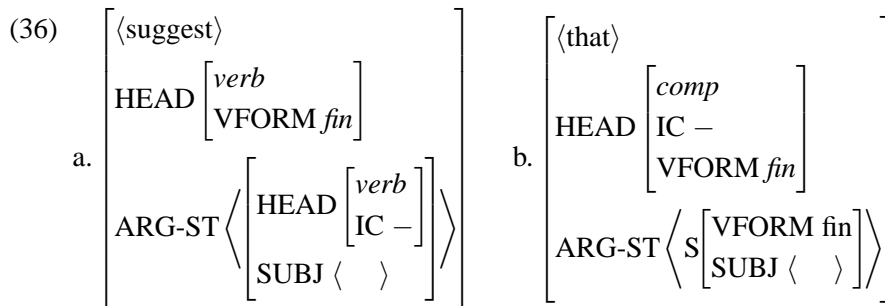 (36)
a. ⟨suggest⟩
HEAD [verb
VFORM fin]
ARG-ST ⟨[HEAD [verb
IC −]
SUBJ ⟨ ⟩]⟩
b. ⟨that⟩
HEAD [comp
IC −
VFORM fin]
ARG-ST ⟨S[VFORM fin
SUBJ ⟨ ⟩]⟩